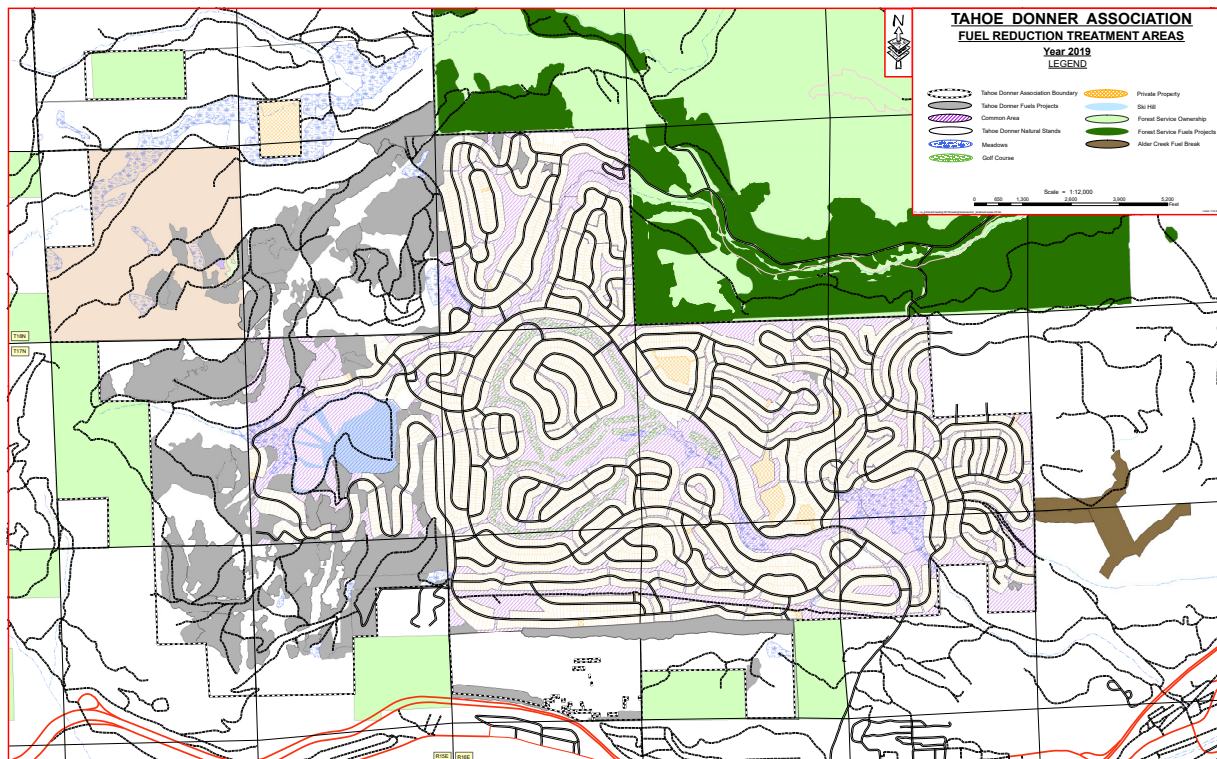 N
TAHOE DONNER ASSOCIATION
FUEL REDUCTION TREATMENT AREAS
Year 2019
LEGEND
Tahoe Donner Association Boundary
Tahoe Donner Fuels Projects
Common Area
Tahoe Donner Natural Stands
Meadows
Golf Course
Private Property
Ski Hill
Forest Service Ownership
Forest Service Fuels Projects
Alder Creek Fuel Break
Scale = 1:12,000
0 650 1,300 2,600 3,900 5,200
Feet
T18N
T17N
R15E R16E